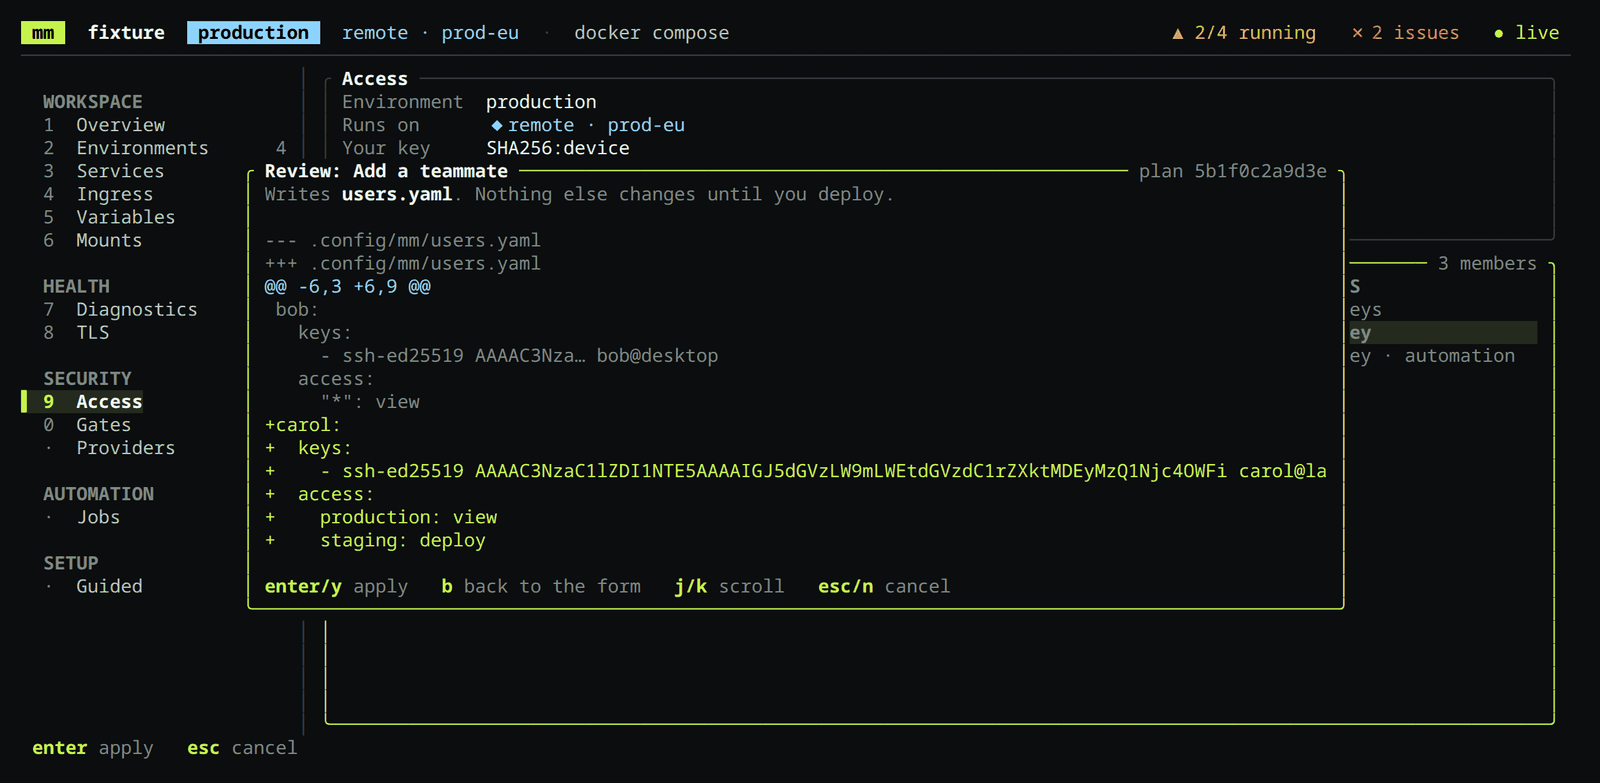 mm fixture production remote · prod-eu · docker compose ▲ 2/4 running × 2 issues ● live
Access
WORKSPACE
Environment production
1 Overview
Runs on ◆ remote · prod-eu
2 Environments 4
Your key SHA256:device
3 Services
Review: Add a teammate plan 5b1f0c2a9d3e
4 Ingress
Writes users.yaml. Nothing else changes until you deploy.
5 Variables
6 Mounts
--- .config/mm/users.yaml
+++ .config/mm/users.yaml
3 members
HEALTH
@@ -6,3 +6,9 @@
S
7 Diagnostics
bob:
eys
8 TLS
keys:
ey
- ssh-ed25519 AAAAC3Nza… bob@desktop
ey · automation
SECURITY
access:
9 Access
"*": view
0 Gates
+carol:
· Providers
+ keys:
+ - ssh-ed25519 AAAAC3NzaC1lZDI1NTE5AAAAIGJ5dGVzLW9mLWEtdGVzdC1rZXktMDEyMzQ1Njc4OWFi carol@la
AUTOMATION
+ access:
· Jobs
+ production: view
+ staging: deploy
SETUP
· Guided
enter/y apply b back to the form j/k scroll esc/n cancel
enter apply esc cancel